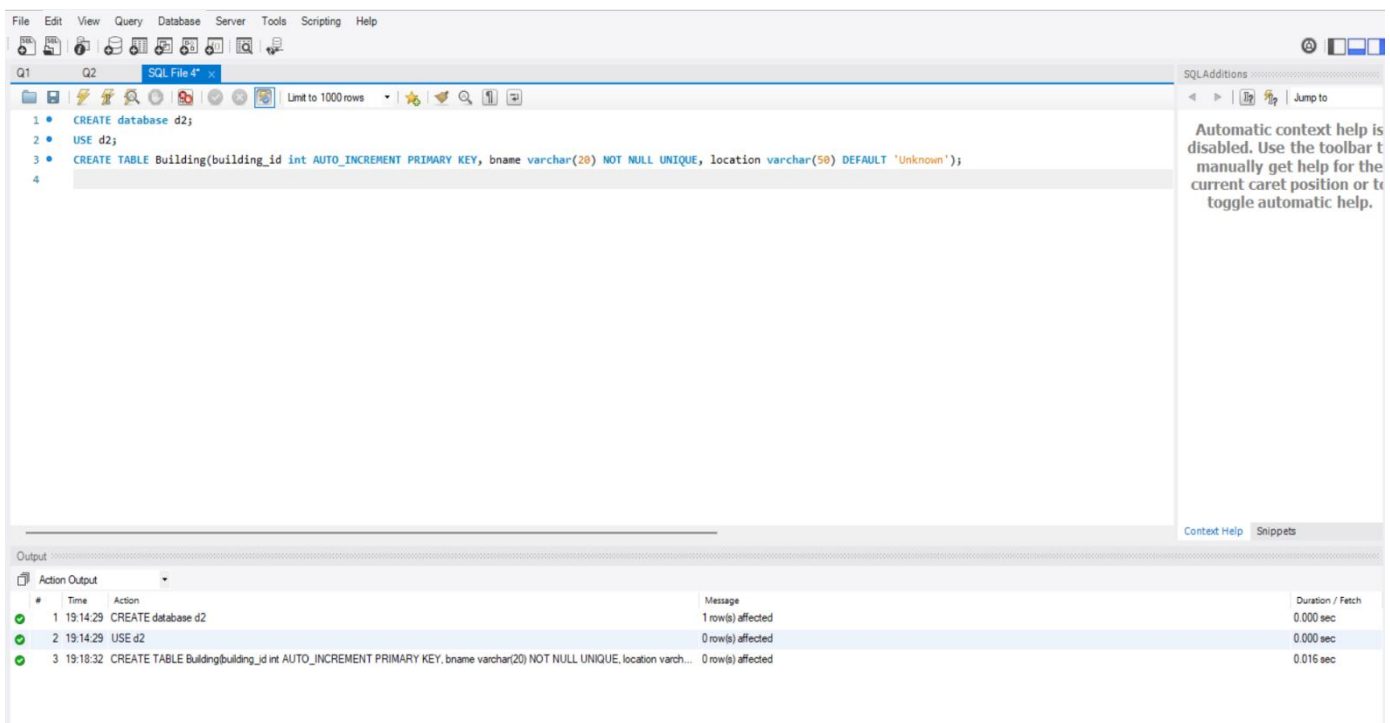 File Edit View Query Database Server Tools Scripting Help
Q1 Q2 SQL File 4* ×
Limit to 1000 rows
1 CREATE database d2;
2 USE d2;
3 CREATE TABLE Building(building_id int AUTO_INCREMENT PRIMARY KEY, bname varchar(20) NOT NULL UNIQUE, location varchar(50) DEFAULT 'Unknown');
4
SQLAdditions
Jump to
Automatic context help is
disabled. Use the toolbar t
manually get help for the
current caret position or to
toggle automatic help.
Context Help Snippets
Output
Action Output
# Time Action Message Duration / Fetch
1 19:14:29 CREATE database d2 1 row(s) affected 0.000 sec
2 19:14:29 USE d2 0 row(s) affected 0.000 sec
3 19:18:32 CREATE TABLE Building(building_id int AUTO_INCREMENT PRIMARY KEY, bname varchar(20) NOT NULL UNIQUE, location varch... 0 row(s) affected 0.016 sec